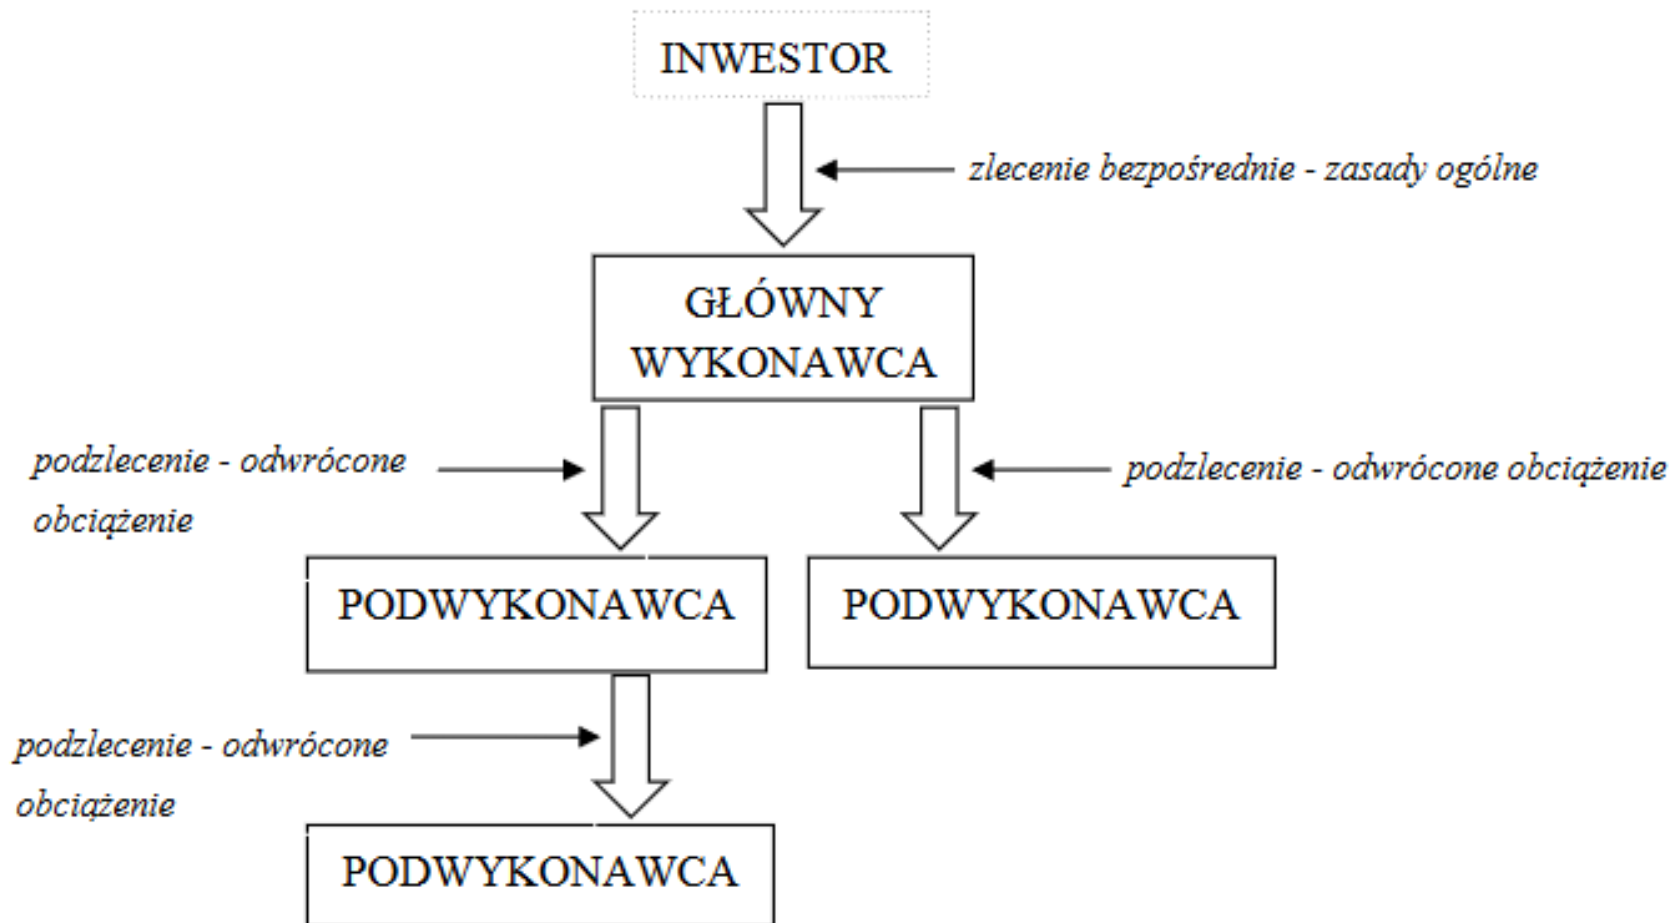 INWESTOR
zlecenie bezpośrednie - zasady ogólne
GŁÓWNY
WYKONAWCA
podzlecenie - odwrócone
obciążenie
podzlecenie - odwrócone obciążenie
PODWYKONAWCA
PODWYKONAWCA
podzlecenie - odwrócone
obciążenie
PODWYKONAWCA